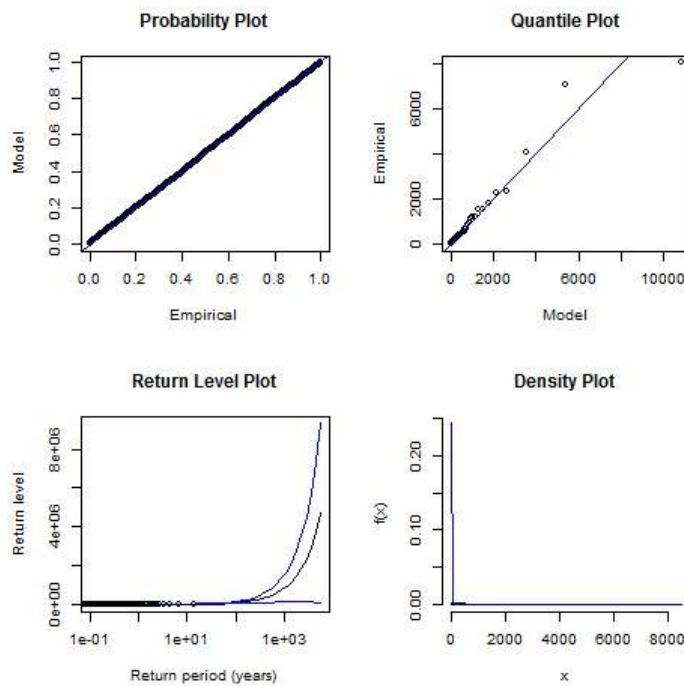 Probability Plot
Model
0.0 0.2 0.4 0.6 0.8 1.0
0.0 0.2 0.4 0.6 0.8 1.0
Empirical
Quantile Plot
Empirical
0 2000 6000
0 2000 6000 10000
Model
Return Level Plot
Return level
0e+00 4e+06 8e+06
1e-01 1e+01 1e+03
Return period (years)
Density Plot
f(x)
0.00 0.10 0.20
0 2000 4000 6000 8000
x